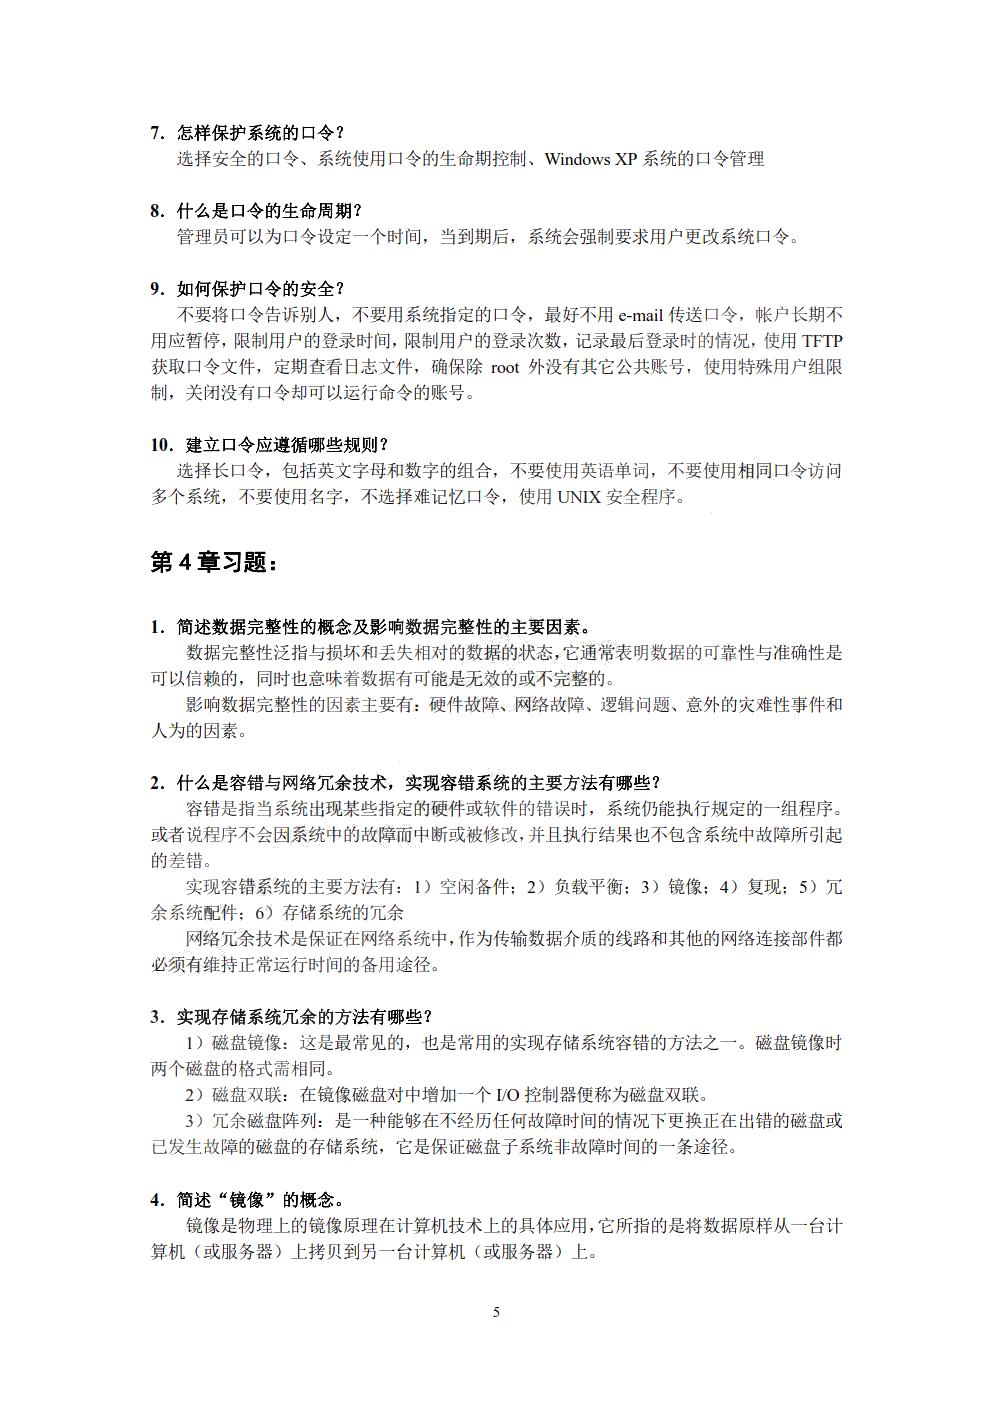 7．怎样保护系统的口令？
选择安全的口令、系统使用口令的生命期控制、Windows XP 系统的口令管理
8．什么是口令的生命周期？
管理员可以为口令设定一个时间，当到期后，系统会强制要求用户更改系统口令。
9．如何保护口令的安全？
不要将口令告诉别人，不要用系统指定的口令，最好不用 e-mail 传送口令，帐户长期不
用应暂停，限制用户的登录时间，限制用户的登录次数，记录最后登录时的情况，使用 TFTP
获取口令文件，定期查看日志文件，确保除 root 外没有其它公共账号，使用特殊用户组限
制，关闭没有口令却可以运行命令的账号。
10．建立口令应遵循哪些规则？
选择长口令，包括英文字母和数字的组合，不要使用英语单词，不要使用相同口令访问
多个系统，不要使用名字，不选择难记忆口令，使用 UNIX 安全程序。
第 4 章习题：
1．简述数据完整性的概念及影响数据完整性的主要因素。
数据完整性泛指与损坏和丢失相对的数据的状态，它通常表明数据的可靠性与准确性是
可以信赖的，同时也意味着数据有可能是无效的或不完整的。
影响数据完整性的因素主要有：硬件故障、网络故障、逻辑问题、意外的灾难性事件和
人为的因素。
2．什么是容错与网络冗余技术，实现容错系统的主要方法有哪些？
容错是指当系统出现某些指定的硬件或软件的错误时，系统仍能执行规定的一组程序。
或者说程序不会因系统中的故障而中断或被修改，并且执行结果也不包含系统中故障所引起
的差错。
实现容错系统的主要方法有：1）空闲备件；2）负载平衡；3）镜像；4）复现；5）冗
余系统配件；6）存储系统的冗余
网络冗余技术是保证在网络系统中，作为传输数据介质的线路和其他的网络连接部件都
必须有维持正常运行时间的备用途径。
3．实现存储系统冗余的方法有哪些？
1）磁盘镜像：这是最常见的，也是常用的实现存储系统容错的方法之一。磁盘镜像时
两个磁盘的格式需相同。
2）磁盘双联：在镜像磁盘对中增加一个 I/O 控制器便称为磁盘双联。
3）冗余磁盘阵列：是一种能够在不经历任何故障时间的情况下更换正在出错的磁盘或
已发生故障的磁盘的存储系统，它是保证磁盘子系统非故障时间的一条途径。
4．简述“镜像”的概念。
镜像是物理上的镜像原理在计算机技术上的具体应用，它所指的是将数据原样从一台计
算机（或服务器）上拷贝到另一台计算机（或服务器）上。
5